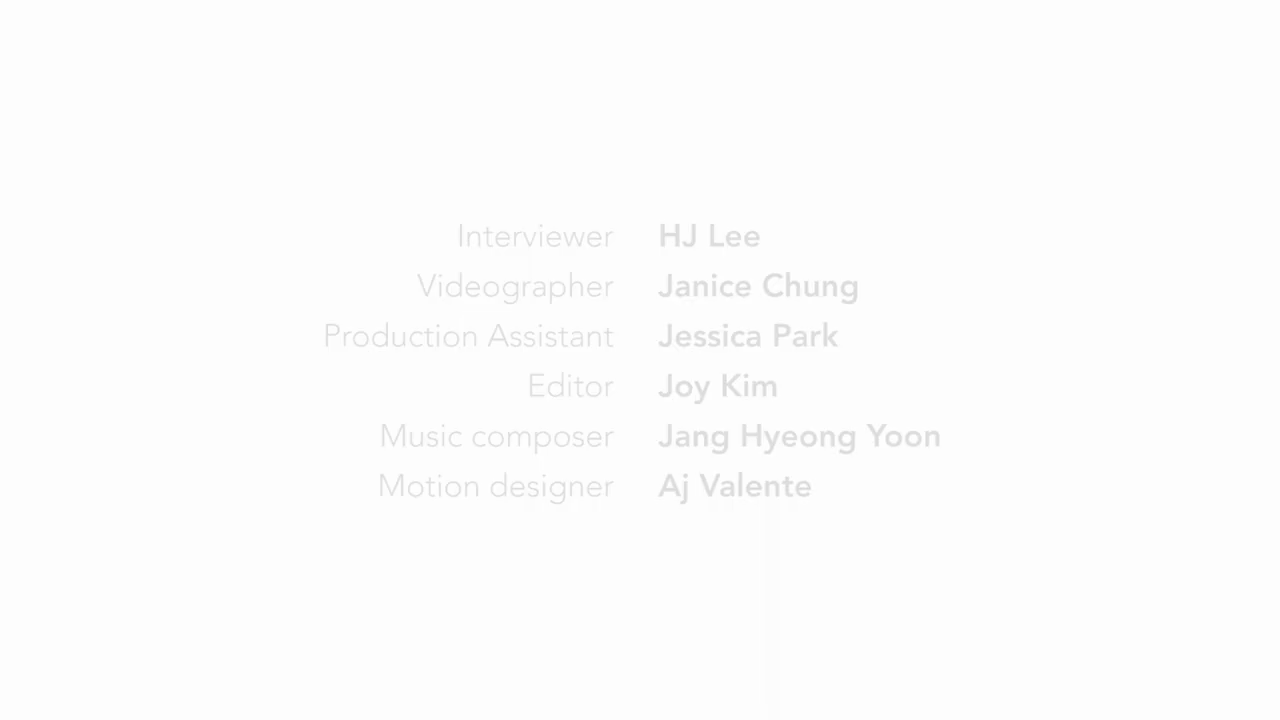 Interviewer HJ Lee
Videographer Janice Chung
Production Assistant Jessica Park
Editor Joy Kim
Music composer Jang Hyeong Yoon
Motion designer Aj Valente